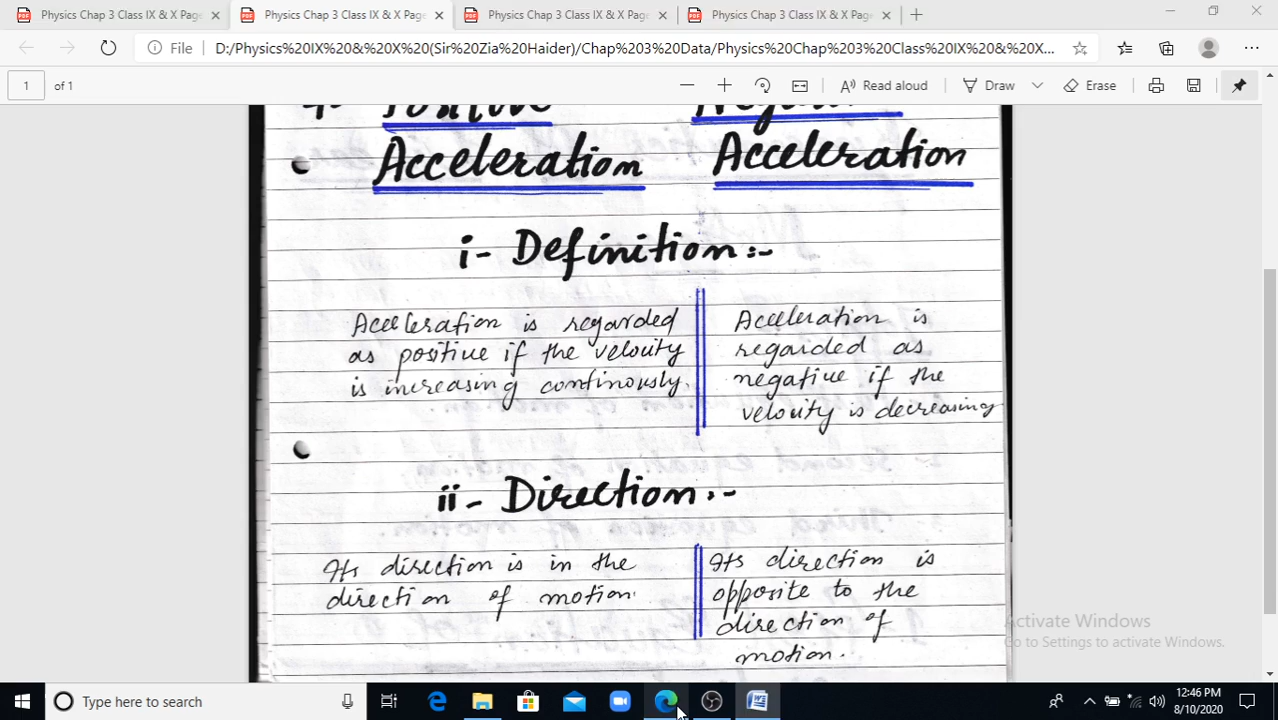 Physics Chap 3 Class IX & X Page
Physics Chap 3 Class IX & X Page
Physics Chap 3 Class IX & X Page
Physics Chap 3 Class IX & X Page
File D:/Physics%20IX%20&%20X%20(Sir%20Zia%20Haider)/Chap%203%20Data/Physics%20Chap%203%20Class%20IX%20&%20X...
1 of 1 Read aloud Draw Erase
Positive Negative
Acceleration Acceleration
i- Definition:-
Acceleration is regarded Acceleration is
as positive if the velocity regarded as
is increasing continously. negative if the
velocity is decreasing
ii- Direction:-
Its direction is in the Its direction is
direction of motion. opposite to the
direction of
motion.
Activate Windows
Go to Settings to activate Windows.
Type here to search
12:46 PM
8/10/2020